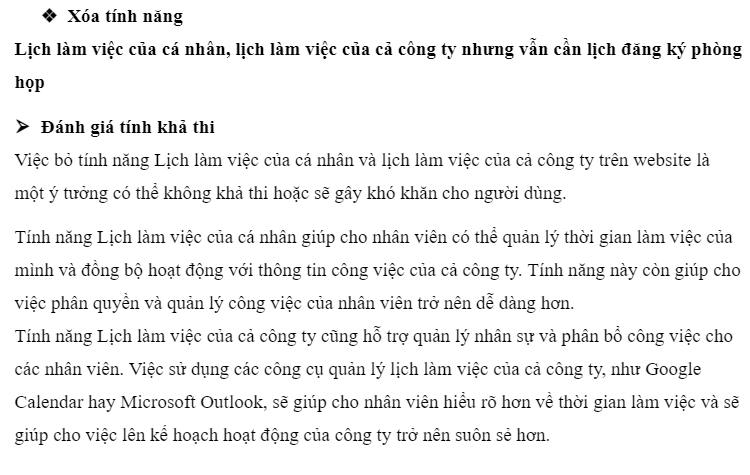 ❖ Xóa tính năng
Lịch làm việc của cá nhân, lịch làm việc của cả công ty nhưng vẫn cần lịch đăng ký phòng
họp
➢ Đánh giá tính khả thi
Việc bỏ tính năng Lịch làm việc của cá nhân và lịch làm việc của cả công ty trên website là
một ý tưởng có thể không khả thi hoặc sẽ gây khó khăn cho người dùng.
Tính năng Lịch làm việc của cá nhân giúp cho nhân viên có thể quản lý thời gian làm việc của
mình và đồng bộ hoạt động với thông tin công việc của cả công ty. Tính năng này còn giúp cho
việc phân quyền và quản lý công việc của nhân viên trở nên dễ dàng hơn.
Tính năng Lịch làm việc của cả công ty cũng hỗ trợ quản lý nhân sự và phân bổ công việc cho
các nhân viên. Việc sử dụng các công cụ quản lý lịch làm việc của cả công ty, như Google
Calendar hay Microsoft Outlook, sẽ giúp cho nhân viên hiểu rõ hơn về thời gian làm việc và sẽ
giúp cho việc lên kế hoạch hoạt động của công ty trở nên suôn sẻ hơn.